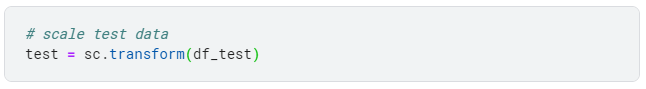 # scale test data
test = sc.transform(df_test)